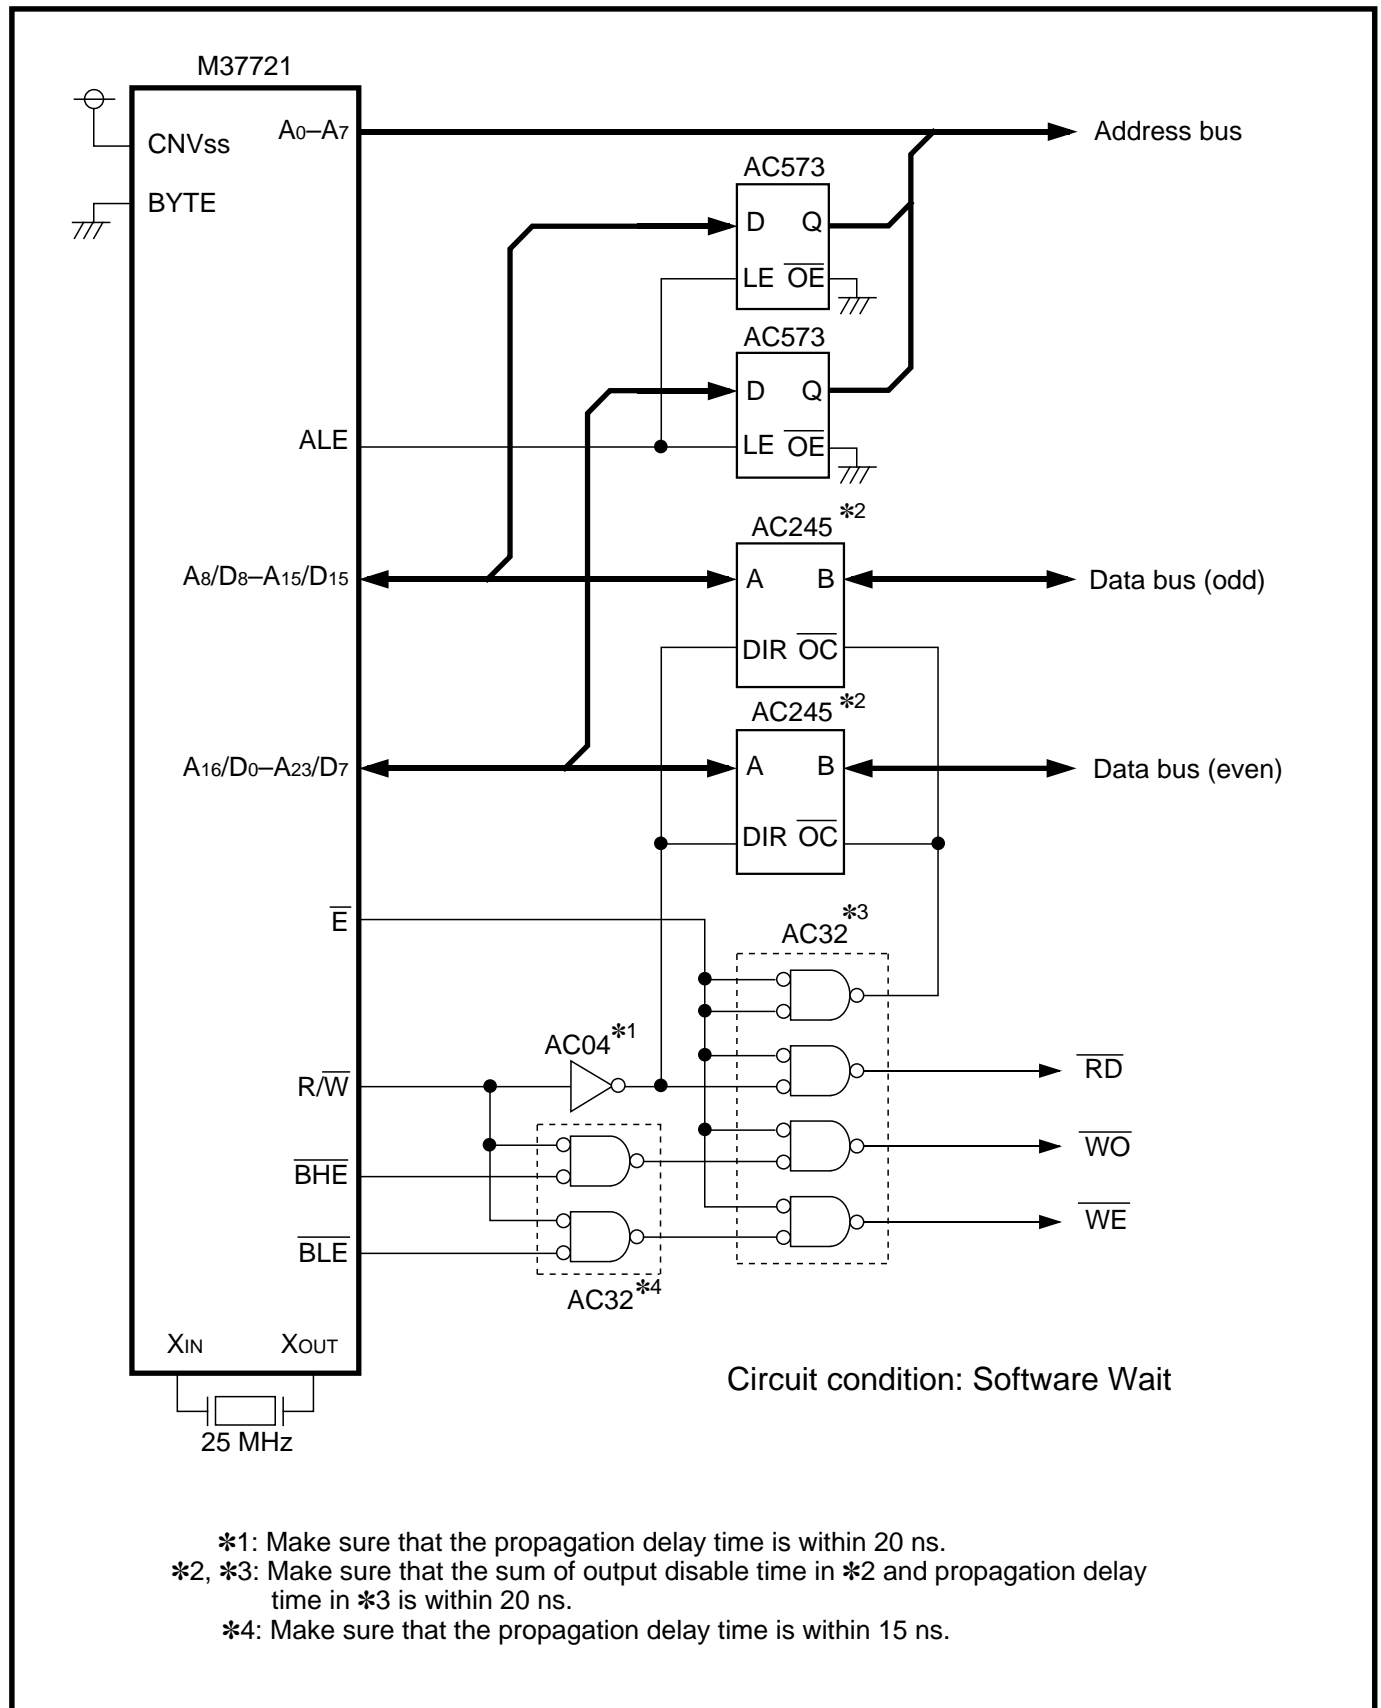 M37721
CNVss
A0–A7
Address bus
BYTE
AC573
D Q
LE OE
AC573
D Q
ALE
LE OE
AC245 ✽2
A8/D8–A15/D15
A B
Data bus (odd)
DIR OC
AC245 ✽2
A16/D0–A23/D7
A B
Data bus (even)
DIR OC
E
AC32 ✽3
AC04 ✽1
RD
R/W
WO
BHE
WE
BLE
AC32 ✽4
XIN XOUT
Circuit condition: Software Wait
25 MHz
✽1: Make sure that the propagation delay time is within 20 ns.
✽2, ✽3: Make sure that the sum of output disable time in ✽2 and propagation delay
time in ✽3 is within 20 ns.
✽4: Make sure that the propagation delay time is within 15 ns.